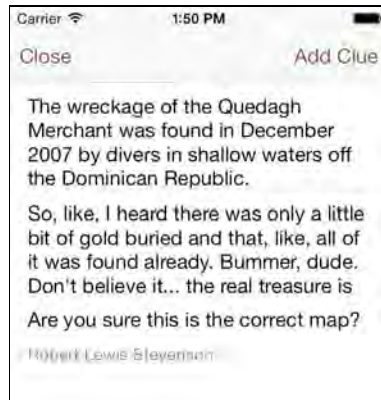 Carrier 1:50 PM
Close Add Clue
The wreckage of the Quedagh
Merchant was found in December
2007 by divers in shallow waters off
the Dominican Republic.
So, like, I heard there was only a little
bit of gold buried and that, like, all of
it was found already. Bummer, dude.
Don't believe it... the real treasure is
Are you sure this is the correct map?
Robert Lewis Stevenson